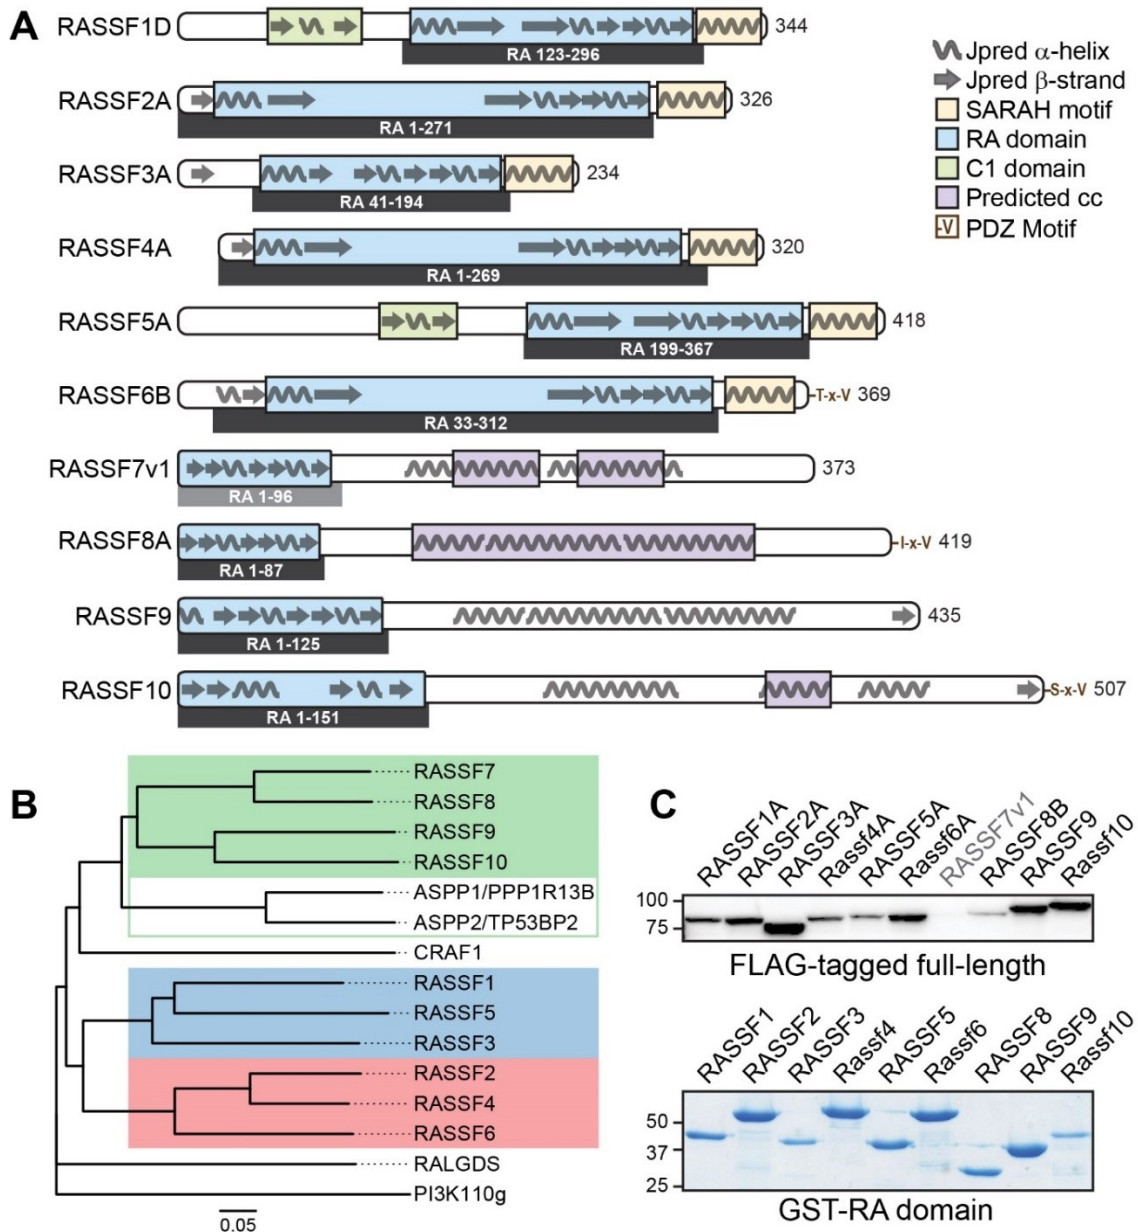 A
RASSF1D 344
RA 123-296
RASSF2A 326
RA 1-271
RASSF3A 234
RA 41-194
RASSF4A 320
RA 1-269
RASSF5A 418
RA 199-367
RASSF6B -T-x-V 369
RA 33-312
RASSF7v1 373
RA 1-96
RASSF8A -I-x-V 419
RA 1-87
RASSF9 435
RA 1-125
RASSF10 -S-x-V 507
RA 1-151
Jpred α-helix
Jpred β-strand
SARAH motif
RA domain
C1 domain
Predicted cc
-V PDZ Motif
B
RASSF7
RASSF8
RASSF9
RASSF10
ASPP1/PPP1R13B
ASPP2/TP53BP2
CRAF1
RASSF1
RASSF5
RASSF3
RASSF2
RASSF4
RASSF6
RALGDS
PI3K110g
0.05
C
RASSF1A
RASSF2A
RASSF3A
Rassf4A
RASSF5A
Rassf6A
RASSF7v1
RASSF8B
RASSF9
Rassf10
100
75
FLAG-tagged full-length
RASSF1
RASSF2
RASSF3
Rassf4
RASSF5
Rassf6
RASSF8
RASSF9
Rassf10
50
37
25
GST-RA domain